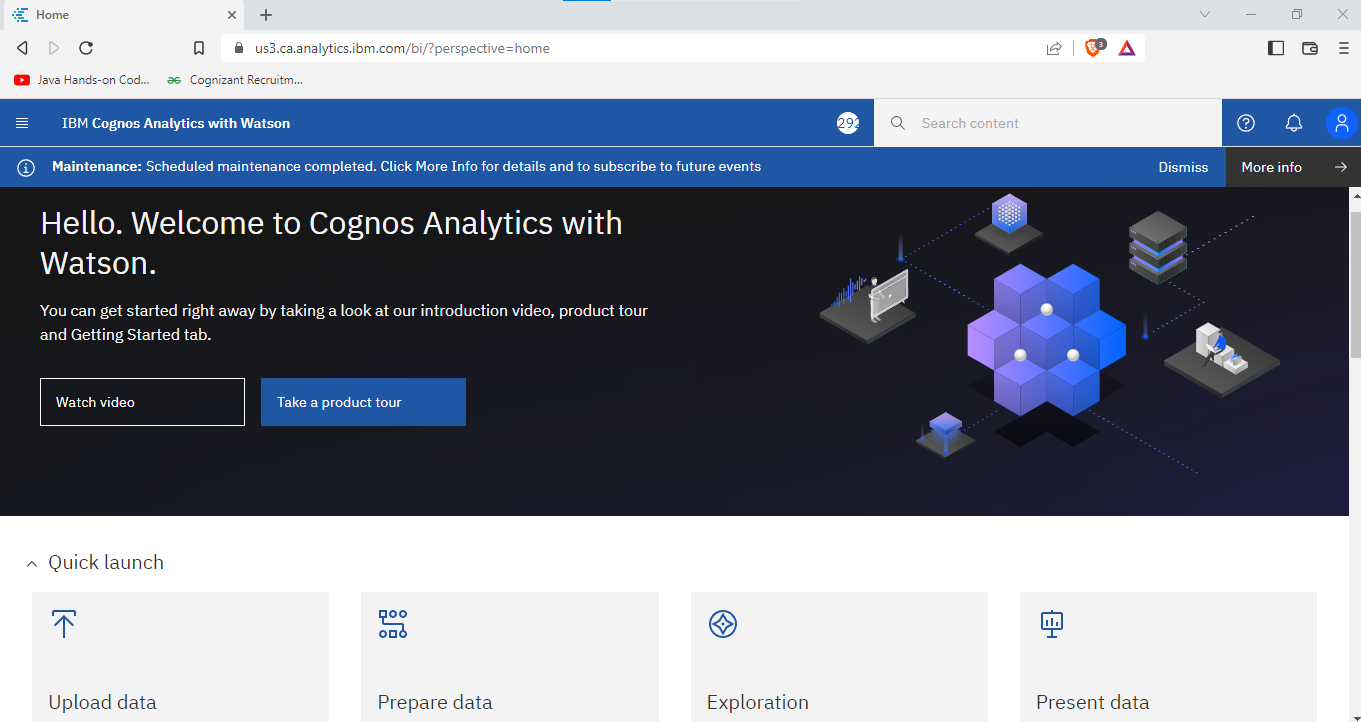 Home
us3.ca.analytics.ibm.com/bi/?perspective=home
3
Java Hands-on Cod...
Cognizant Recruitm...
IBM Cognos Analytics with Watson
292
Search content
Maintenance: Scheduled maintenance completed. Click More Info for details and to subscribe to future events
Dismiss
More info
Hello. Welcome to Cognos Analytics with
Watson.
You can get started right away by taking a look at our introduction video, product tour
and Getting Started tab.
Watch video
Take a product tour
Quick launch
Upload data
Prepare data
Exploration
Present data